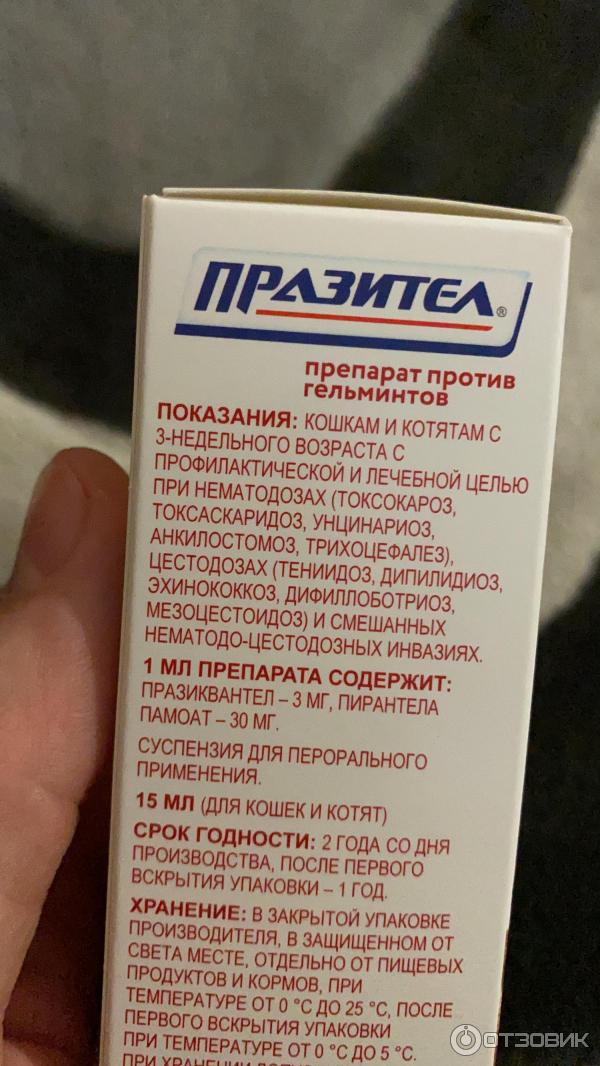 ПРАЗИТЕЛ®
препарат против
гельминтов
ПОКАЗАНИЯ: КОШКАМ И КОТЯТАМ С
3-НЕДЕЛЬНОГО ВОЗРАСТА С
ПРОФИЛАКТИЧЕСКОЙ И ЛЕЧЕБНОЙ ЦЕЛЬЮ
ПРИ НЕМАТОДОЗАХ (ТОКСОКАРОЗ,
ТОКСАСКАРИДОЗ, УНЦИНАРИОЗ,
АНКИЛОСТОМОЗ, ТРИХОЦЕФАЛЕЗ),
ЦЕСТОДОЗАХ (ТЕНИИДОЗ, ДИПИЛИДИОЗ,
ЭХИНОКОККОЗ, ДИФИЛЛОБОТРИОЗ,
МЕЗОЦЕСТОИДОЗ) И СМЕШАННЫХ
НЕМАТОДО-ЦЕСТОДОЗНЫХ ИНВАЗИЯХ.
1 МЛ ПРЕПАРАТА СОДЕРЖИТ:
ПРАЗИКВАНТЕЛ – 3 МГ, ПИРАНТЕЛА
ПАМОАТ – 30 МГ.
СУСПЕНЗИЯ ДЛЯ ПЕРОРАЛЬНОГО
ПРИМЕНЕНИЯ.
15 МЛ (ДЛЯ КОШЕК И КОТЯТ)
СРОК ГОДНОСТИ: 2 ГОДА СО ДНЯ
ПРОИЗВОДСТВА, ПОСЛЕ ПЕРВОГО
ВСКРЫТИЯ УПАКОВКИ – 1 ГОД.
ХРАНЕНИЕ: В ЗАКРЫТОЙ УПАКОВКЕ
ПРОИЗВОДИТЕЛЯ, В ЗАЩИЩЕННОМ ОТ
СВЕТА МЕСТЕ, ОТДЕЛЬНО ОТ ПИЩЕВЫХ
ПРОДУКТОВ И КОРМОВ, ПРИ
ТЕМПЕРАТУРЕ ОТ 0 °С ДО 25 °С, ПОСЛЕ
ПЕРВОГО ВСКРЫТИЯ УПАКОВКИ
ПРИ ТЕМПЕРАТУРЕ ОТ 0 °С ДО 5 °С.
ПРИ ХРАНЕНИИ
ОТЗОВИК